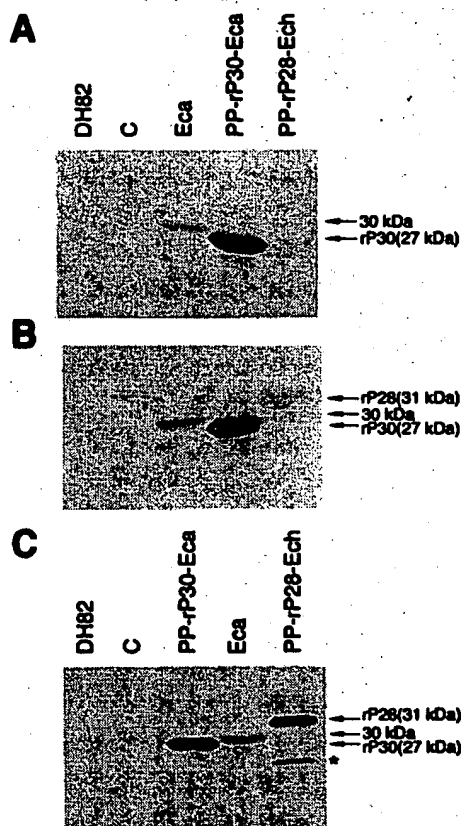 A
DH82
C
Eca
PP-rP30-Eca
PP-rP28-Ech
30 kDa
rP30(27 kDa)
B
rP28(31 kDa)
30 kDa
rP30(27 kDa)
C
DH82
C
PP-rP30-Eca
Eca
PP-rP28-Ech
rP28(31 kDa)
30 kDa
rP30(27 kDa)
*